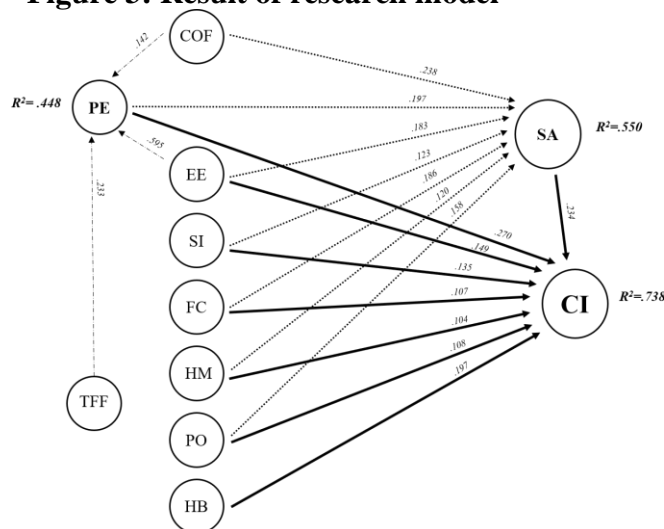 Figure 3: Result of research model
COF
.142
.238
R²= .448
PE
.197
SA
R²=.550
.183
.595
EE
.123
.186
.120
.158
.233
SI
.270
.149
.234
.135
FC
.107
CI
R²=.738
HM
.104
.108
TFF
.197
PO
HB